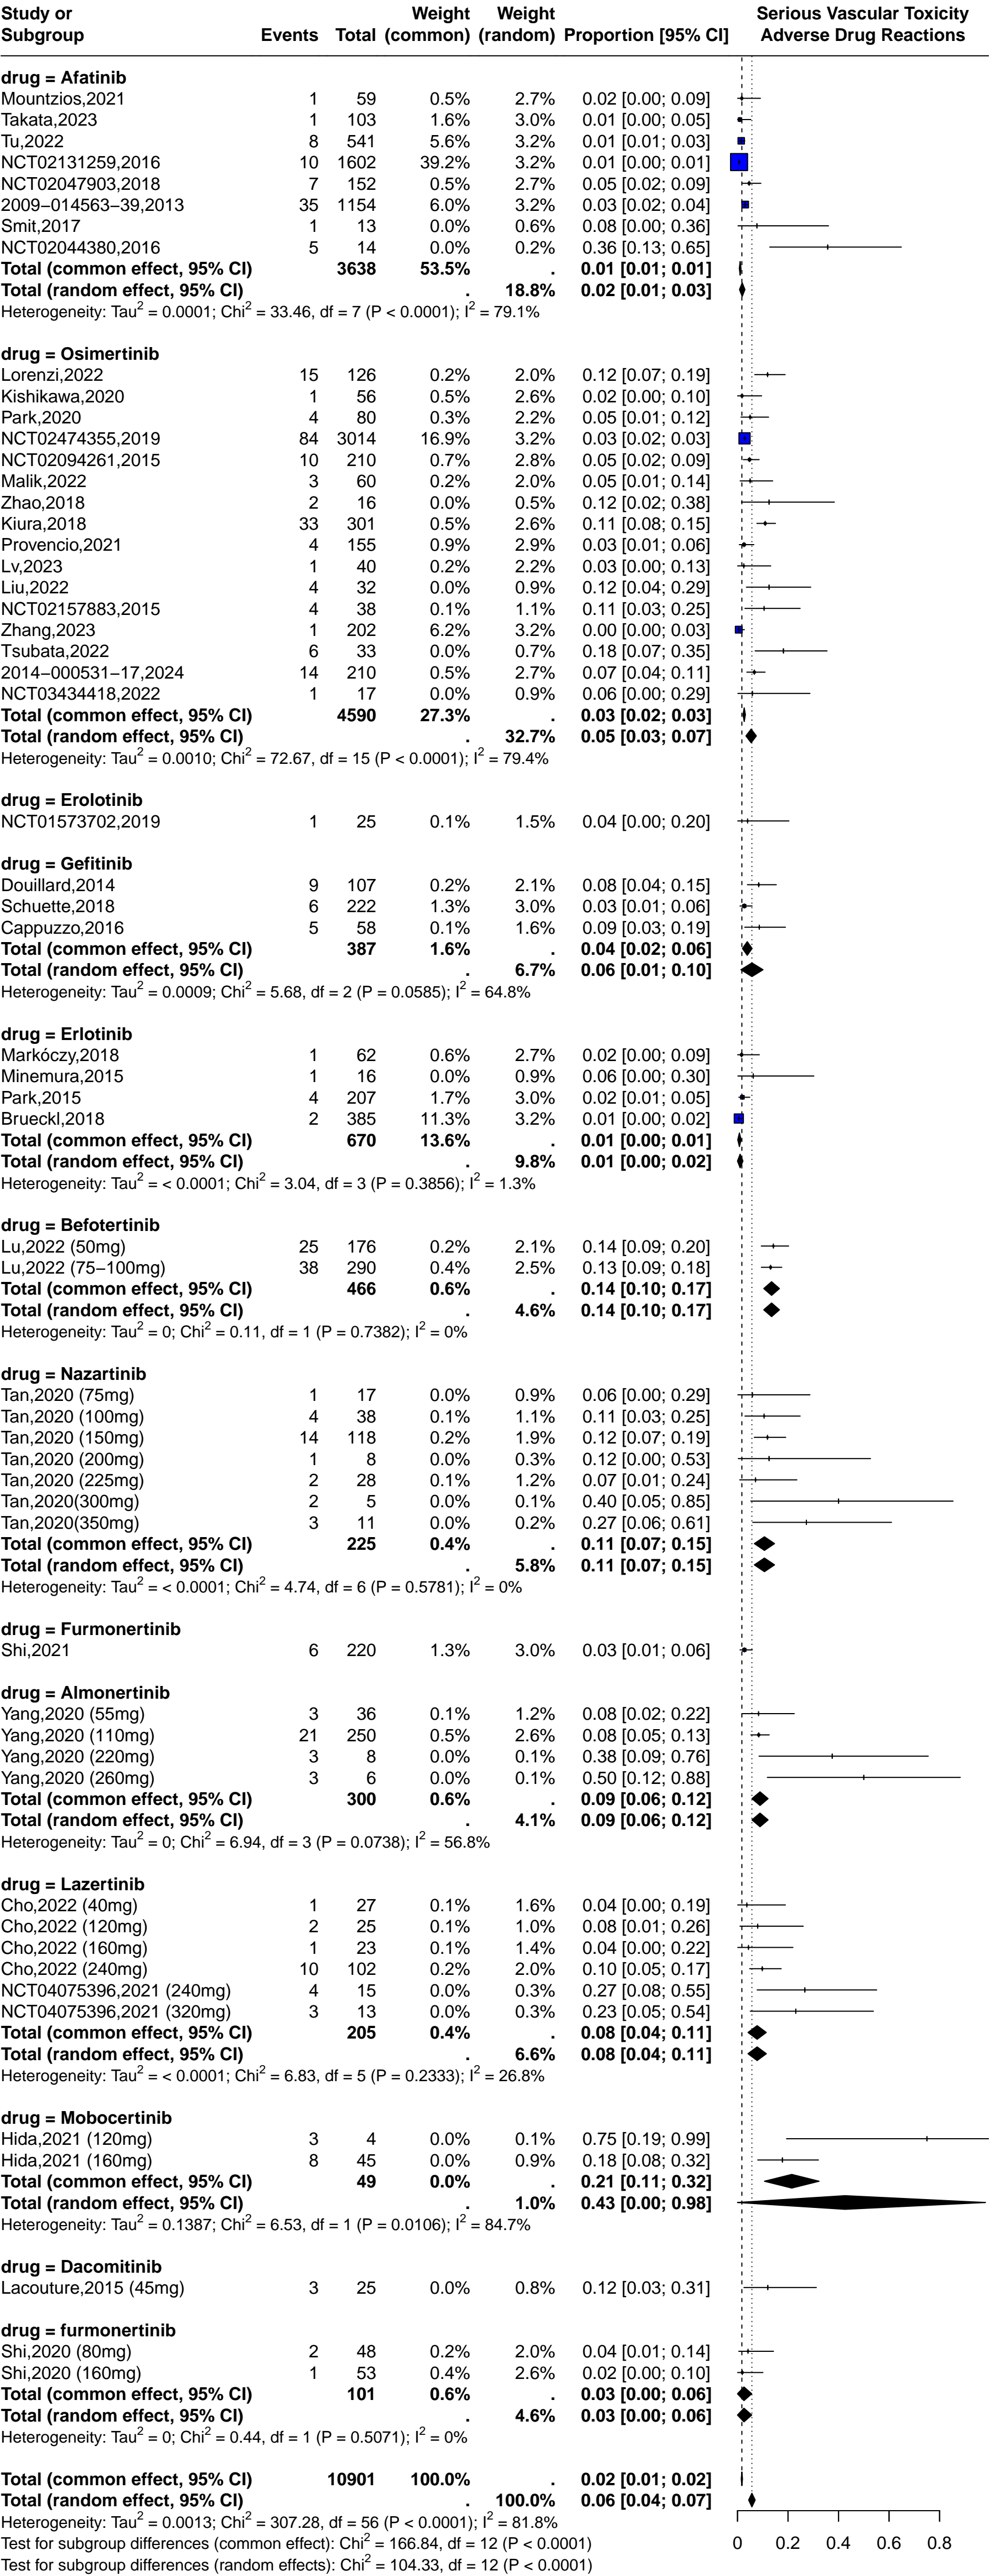 Study or Weight Weight Serious Vascular Toxicity
Subgroup Events Total (common) (random) Proportion [95% CI] Adverse Drug Reactions
drug = Afatinib
Mountzios,2021 1 59 0.5% 2.7% 0.02 [0.00; 0.09]
Takata,2023 1 103 1.6% 3.0% 0.01 [0.00; 0.05]
Tu,2022 8 541 5.6% 3.2% 0.01 [0.01; 0.03]
NCT02131259,2016 10 1602 39.2% 3.2% 0.01 [0.00; 0.01]
NCT02047903,2018 7 152 0.5% 2.7% 0.05 [0.02; 0.09]
2009−014563−39,2013 35 1154 6.0% 3.2% 0.03 [0.02; 0.04]
Smit,2017 1 13 0.0% 0.6% 0.08 [0.00; 0.36]
NCT02044380,2016 5 14 0.0% 0.2% 0.36 [0.13; 0.65]
Total (common effect, 95% CI) 3638 53.5% . 0.01 [0.01; 0.01]
Total (random effect, 95% CI) . 18.8% 0.02 [0.01; 0.03]
Heterogeneity: Tau² = 0.0001; Chi² = 33.46, df = 7 (P < 0.0001); I² = 79.1%
drug = Osimertinib
Lorenzi,2022 15 126 0.2% 2.0% 0.12 [0.07; 0.19]
Kishikawa,2020 1 56 0.5% 2.6% 0.02 [0.00; 0.10]
Park,2020 4 80 0.3% 2.2% 0.05 [0.01; 0.12]
NCT02474355,2019 84 3014 16.9% 3.2% 0.03 [0.02; 0.03]
NCT02094261,2015 10 210 0.7% 2.8% 0.05 [0.02; 0.09]
Malik,2022 3 60 0.2% 2.0% 0.05 [0.01; 0.14]
Zhao,2018 2 16 0.0% 0.5% 0.12 [0.02; 0.38]
Kiura,2018 33 301 0.5% 2.6% 0.11 [0.08; 0.15]
Provencio,2021 4 155 0.9% 2.9% 0.03 [0.01; 0.06]
Lv,2023 1 40 0.2% 2.2% 0.03 [0.00; 0.13]
Liu,2022 4 32 0.0% 0.9% 0.12 [0.04; 0.29]
NCT02157883,2015 4 38 0.1% 1.1% 0.11 [0.03; 0.25]
Zhang,2023 1 202 6.2% 3.2% 0.00 [0.00; 0.03]
Tsubata,2022 6 33 0.0% 0.7% 0.18 [0.07; 0.35]
2014−000531−17,2024 14 210 0.5% 2.7% 0.07 [0.04; 0.11]
NCT03434418,2022 1 17 0.0% 0.9% 0.06 [0.00; 0.29]
Total (common effect, 95% CI) 4590 27.3% . 0.03 [0.02; 0.03]
Total (random effect, 95% CI) . 32.7% 0.05 [0.03; 0.07]
Heterogeneity: Tau² = 0.0010; Chi² = 72.67, df = 15 (P < 0.0001); I² = 79.4%
drug = Erolotinib
NCT01573702,2019 1 25 0.1% 1.5% 0.04 [0.00; 0.20]
drug = Gefitinib
Douillard,2014 9 107 0.2% 2.1% 0.08 [0.04; 0.15]
Schuette,2018 6 222 1.3% 3.0% 0.03 [0.01; 0.06]
Cappuzzo,2016 5 58 0.1% 1.6% 0.09 [0.03; 0.19]
Total (common effect, 95% CI) 387 1.6% . 0.04 [0.02; 0.06]
Total (random effect, 95% CI) . 6.7% 0.06 [0.01; 0.10]
Heterogeneity: Tau² = 0.0009; Chi² = 5.68, df = 2 (P = 0.0585); I² = 64.8%
drug = Erlotinib
Markóczy,2018 1 62 0.6% 2.7% 0.02 [0.00; 0.09]
Minemura,2015 1 16 0.0% 0.9% 0.06 [0.00; 0.30]
Park,2015 4 207 1.7% 3.0% 0.02 [0.01; 0.05]
Brueckl,2018 2 385 11.3% 3.2% 0.01 [0.00; 0.02]
Total (common effect, 95% CI) 670 13.6% . 0.01 [0.00; 0.01]
Total (random effect, 95% CI) . 9.8% 0.01 [0.00; 0.02]
Heterogeneity: Tau² = < 0.0001; Chi² = 3.04, df = 3 (P = 0.3856); I² = 1.3%
drug = Befotertinib
Lu,2022 (50mg) 25 176 0.2% 2.1% 0.14 [0.09; 0.20]
Lu,2022 (75−100mg) 38 290 0.4% 2.5% 0.13 [0.09; 0.18]
Total (common effect, 95% CI) 466 0.6% . 0.14 [0.10; 0.17]
Total (random effect, 95% CI) . 4.6% 0.14 [0.10; 0.17]
Heterogeneity: Tau² = 0; Chi² = 0.11, df = 1 (P = 0.7382); I² = 0%
drug = Nazartinib
Tan,2020 (75mg) 1 17 0.0% 0.9% 0.06 [0.00; 0.29]
Tan,2020 (100mg) 4 38 0.1% 1.1% 0.11 [0.03; 0.25]
Tan,2020 (150mg) 14 118 0.2% 1.9% 0.12 [0.07; 0.19]
Tan,2020 (200mg) 1 8 0.0% 0.3% 0.12 [0.00; 0.53]
Tan,2020 (225mg) 2 28 0.1% 1.2% 0.07 [0.01; 0.24]
Tan,2020(300mg) 2 5 0.0% 0.1% 0.40 [0.05; 0.85]
Tan,2020(350mg) 3 11 0.0% 0.2% 0.27 [0.06; 0.61]
Total (common effect, 95% CI) 225 0.4% . 0.11 [0.07; 0.15]
Total (random effect, 95% CI) . 5.8% 0.11 [0.07; 0.15]
Heterogeneity: Tau² = < 0.0001; Chi² = 4.74, df = 6 (P = 0.5781); I² = 0%
drug = Furmonertinib
Shi,2021 6 220 1.3% 3.0% 0.03 [0.01; 0.06]
drug = Almonertinib
Yang,2020 (55mg) 3 36 0.1% 1.2% 0.08 [0.02; 0.22]
Yang,2020 (110mg) 21 250 0.5% 2.6% 0.08 [0.05; 0.13]
Yang,2020 (220mg) 3 8 0.0% 0.1% 0.38 [0.09; 0.76]
Yang,2020 (260mg) 3 6 0.0% 0.1% 0.50 [0.12; 0.88]
Total (common effect, 95% CI) 300 0.6% . 0.09 [0.06; 0.12]
Total (random effect, 95% CI) . 4.1% 0.09 [0.06; 0.12]
Heterogeneity: Tau² = 0; Chi² = 6.94, df = 3 (P = 0.0738); I² = 56.8%
drug = Lazertinib
Cho,2022 (40mg) 1 27 0.1% 1.6% 0.04 [0.00; 0.19]
Cho,2022 (120mg) 2 25 0.1% 1.0% 0.08 [0.01; 0.26]
Cho,2022 (160mg) 1 23 0.1% 1.4% 0.04 [0.00; 0.22]
Cho,2022 (240mg) 10 102 0.2% 2.0% 0.10 [0.05; 0.17]
NCT04075396,2021 (240mg) 4 15 0.0% 0.3% 0.27 [0.08; 0.55]
NCT04075396,2021 (320mg) 3 13 0.0% 0.3% 0.23 [0.05; 0.54]
Total (common effect, 95% CI) 205 0.4% . 0.08 [0.04; 0.11]
Total (random effect, 95% CI) . 6.6% 0.08 [0.04; 0.11]
Heterogeneity: Tau² = < 0.0001; Chi² = 6.83, df = 5 (P = 0.2333); I² = 26.8%
drug = Mobocertinib
Hida,2021 (120mg) 3 4 0.0% 0.1% 0.75 [0.19; 0.99]
Hida,2021 (160mg) 8 45 0.0% 0.9% 0.18 [0.08; 0.32]
Total (common effect, 95% CI) 49 0.0% . 0.21 [0.11; 0.32]
Total (random effect, 95% CI) . 1.0% 0.43 [0.00; 0.98]
Heterogeneity: Tau² = 0.1387; Chi² = 6.53, df = 1 (P = 0.0106); I² = 84.7%
drug = Dacomitinib
Lacouture,2015 (45mg) 3 25 0.0% 0.8% 0.12 [0.03; 0.31]
drug = furmonertinib
Shi,2020 (80mg) 2 48 0.2% 2.0% 0.04 [0.01; 0.14]
Shi,2020 (160mg) 1 53 0.4% 2.6% 0.02 [0.00; 0.10]
Total (common effect, 95% CI) 101 0.6% . 0.03 [0.00; 0.06]
Total (random effect, 95% CI) . 4.6% 0.03 [0.00; 0.06]
Heterogeneity: Tau² = 0; Chi² = 0.44, df = 1 (P = 0.5071); I² = 0%
Total (common effect, 95% CI) 10901 100.0% . 0.02 [0.01; 0.02]
Total (random effect, 95% CI) . 100.0% 0.06 [0.04; 0.07]
Heterogeneity: Tau² = 0.0013; Chi² = 307.28, df = 56 (P < 0.0001); I² = 81.8%
Test for subgroup differences (common effect): Chi² = 166.84, df = 12 (P < 0.0001) 0 0.2 0.4 0.6 0.8
Test for subgroup differences (random effects): Chi² = 104.33, df = 12 (P < 0.0001)